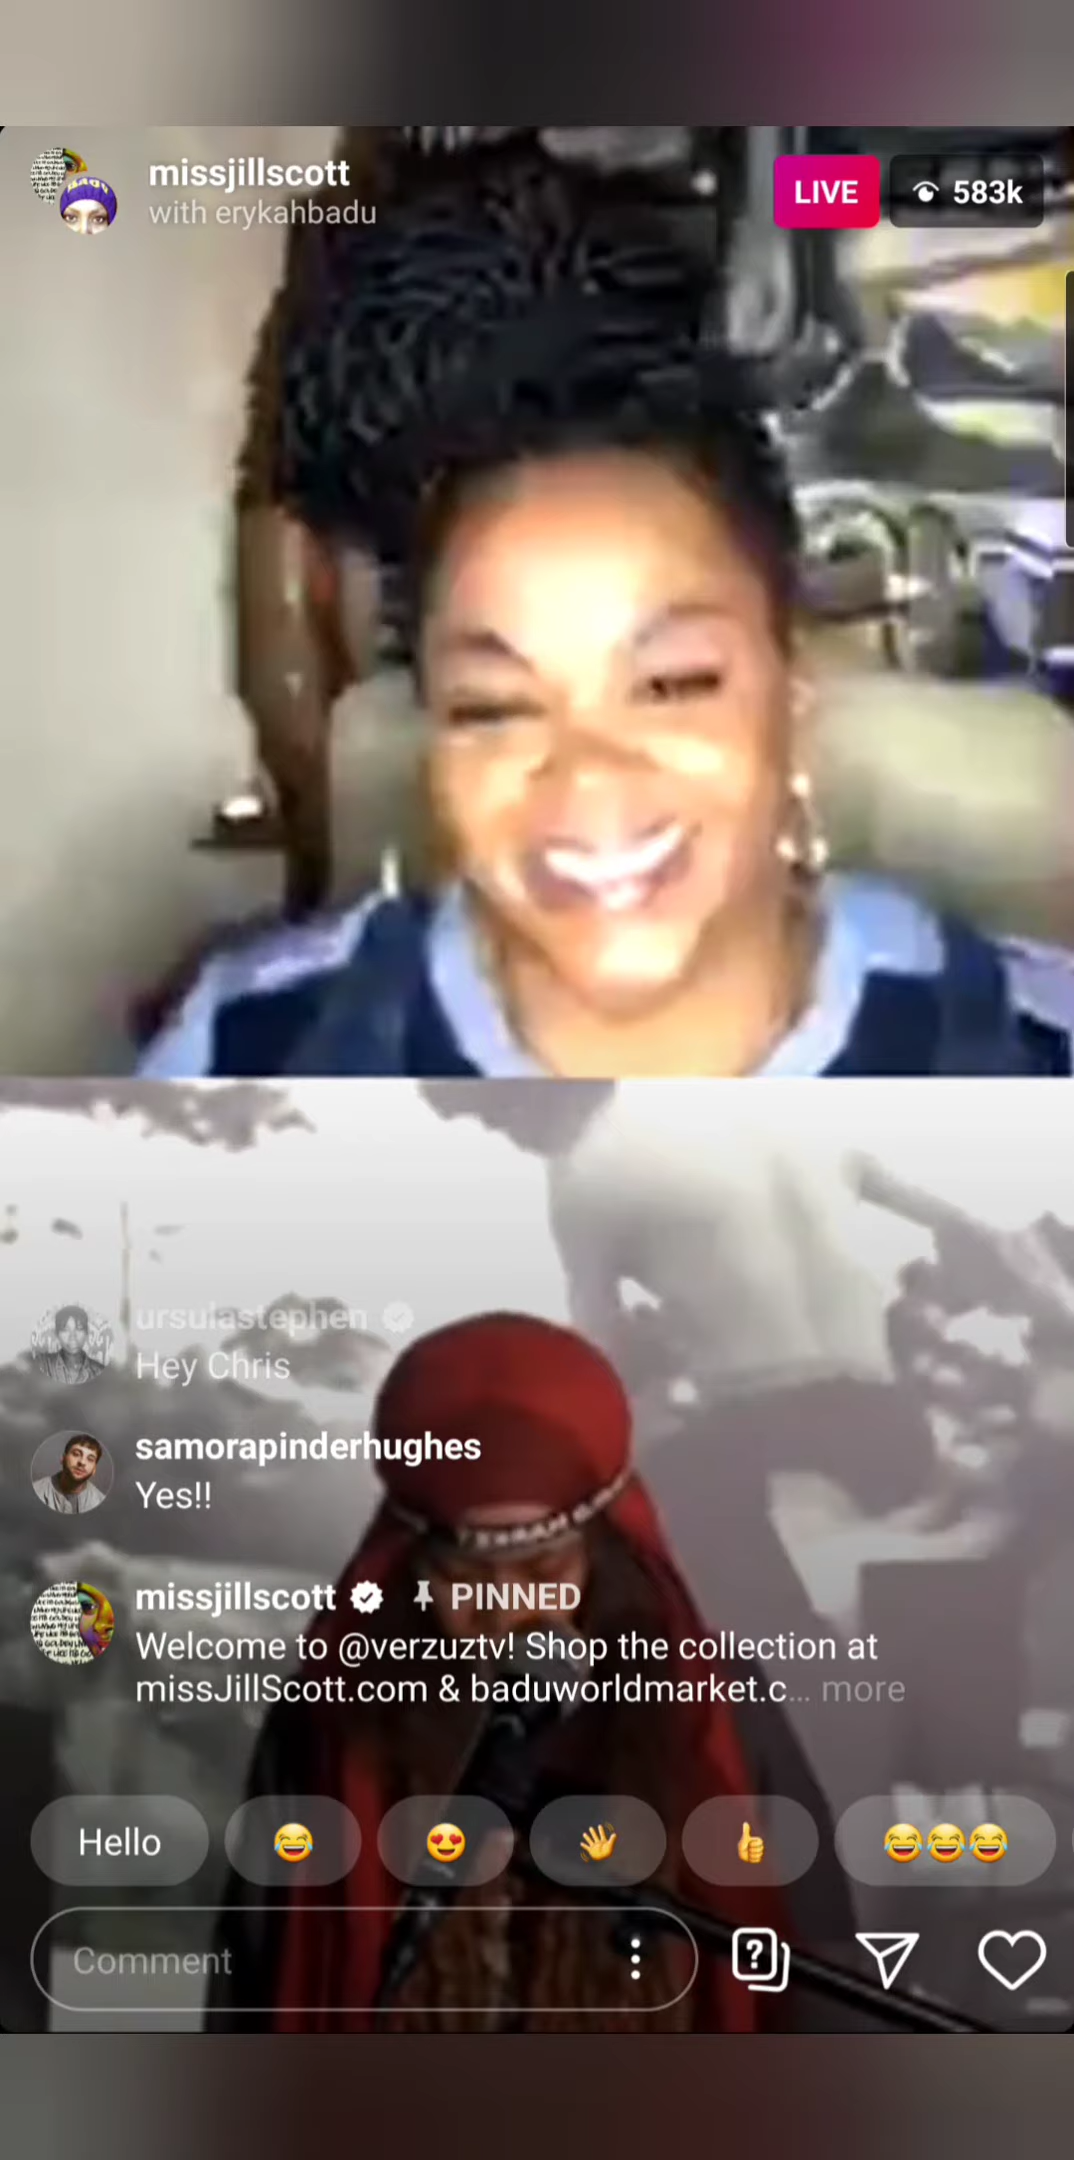 missjillscott
with erykahbadu
LIVE
583k
ursulastephen
Hey Chris
samorapinderhughes
Yes!!
missjillscott PINNED
Welcome to @verzuztv! Shop the collection at
missJillScott.com & baduworldmarket.c... more
Hello
Comment